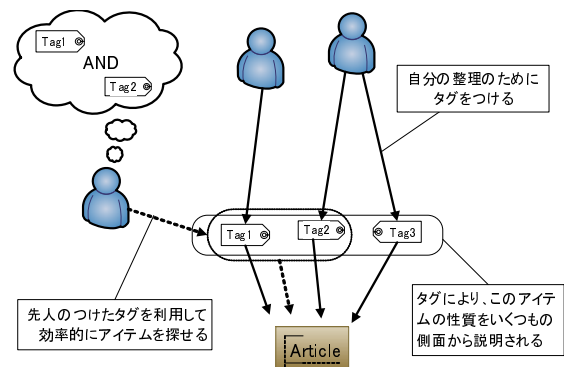 Tag1
AND
Tag2
自分の整理のために
タグをつける
Tag1
Tag2
Tag3
先人のつけたタグを利用して
効率的にアイテムを探せる
タグにより、このアイテ
ムの性質をいくつもの
側面から説明される
Article